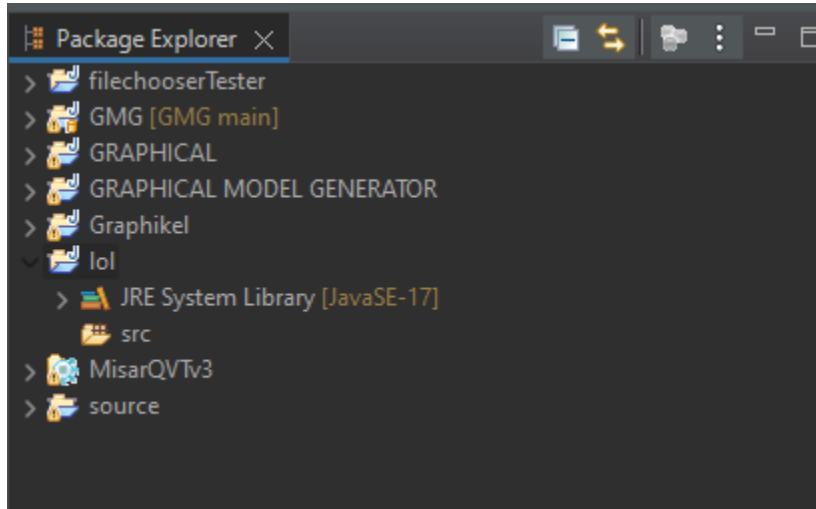 Package Explorer
filechooserTester
GMG [GMG main]
GRAPHICAL
GRAPHICAL MODEL GENERATOR
Graphikel
lol
JRE System Library [JavaSE-17]
src
MisarQVTv3
source